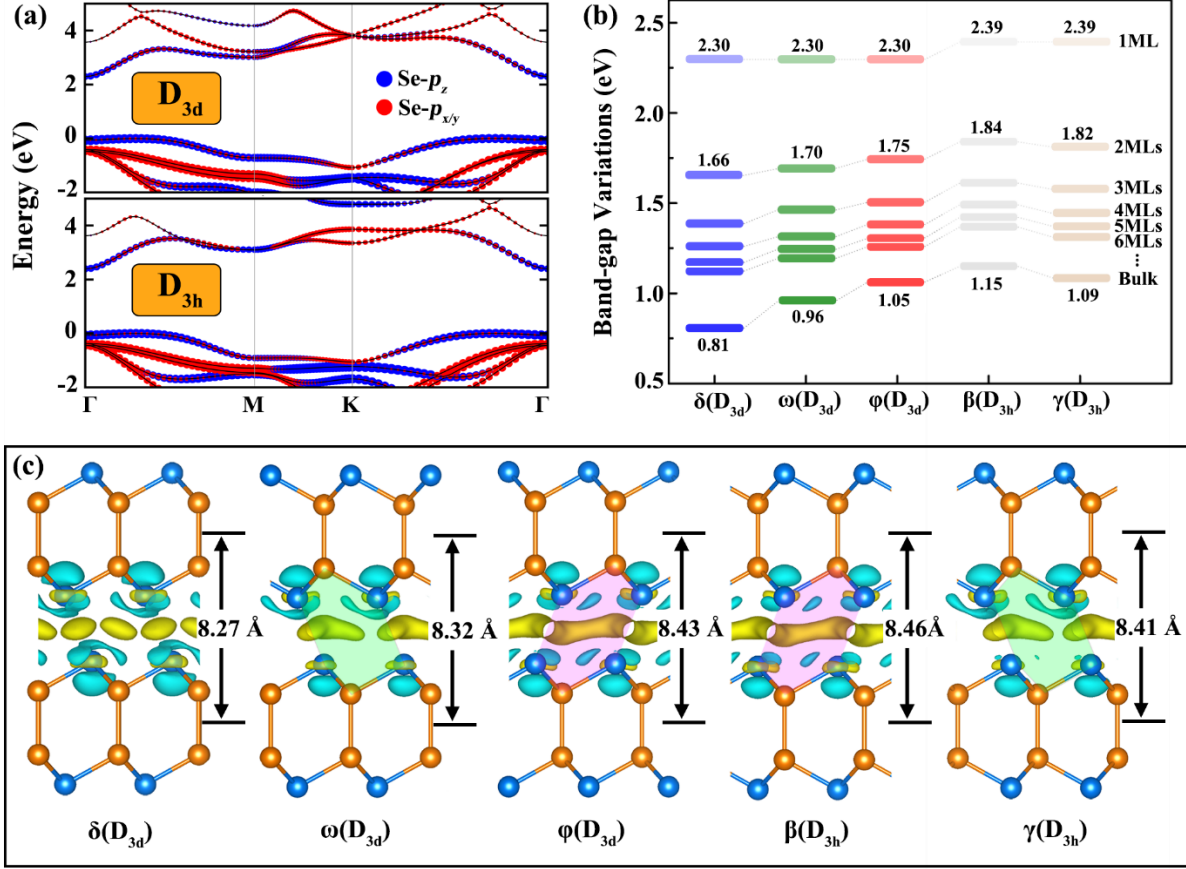 (a)
Energy (eV)
4
2
0
-2
D3d
Se-pz
Se-px/y
4
2
0
-2
D3h
Γ M K Γ
(b)
Band-gap Variations (eV)
2.5
2.0
1.5
1.0
0.5
2.30 2.30 2.30 2.39 2.39 1ML
1.66 1.70 1.75 1.84 1.82 2MLs
3MLs
4MLs
5MLs
6MLs
⋮
Bulk
0.81 0.96 1.05 1.15 1.09
δ(D3d) ω(D3d) φ(D3d) β(D3h) γ(D3h)
(c)
8.27 Å 8.32 Å 8.43 Å 8.46Å 8.41 Å
δ(D3d) ω(D3d) φ(D3d) β(D3h) γ(D3h)